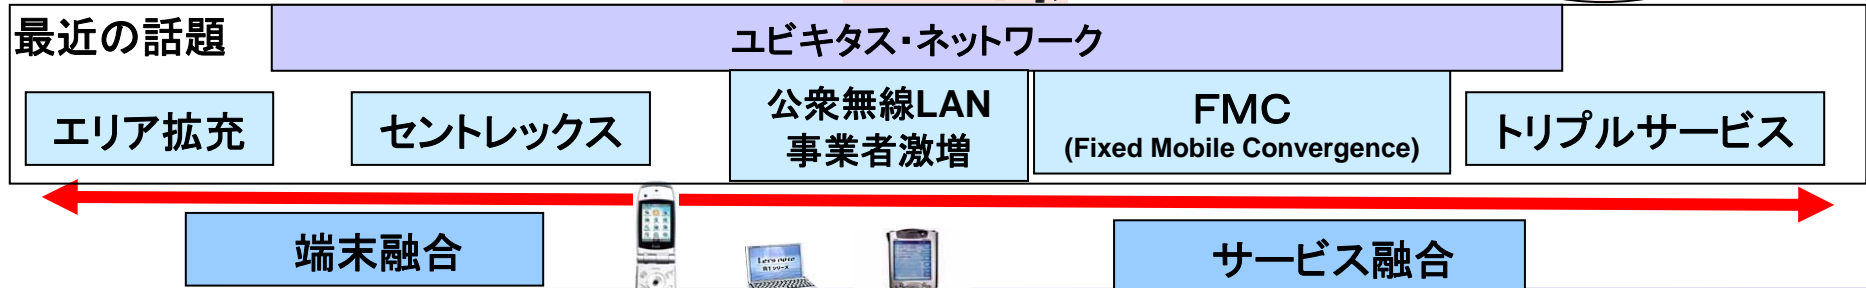 最近の話題
ユビキタス・ネットワーク
エリア拡充
セントレックス
公衆無線LAN
事業者激増
FMC
(Fixed Mobile Convergence)
トリプルサービス
端末融合
Let's note
サービス融合